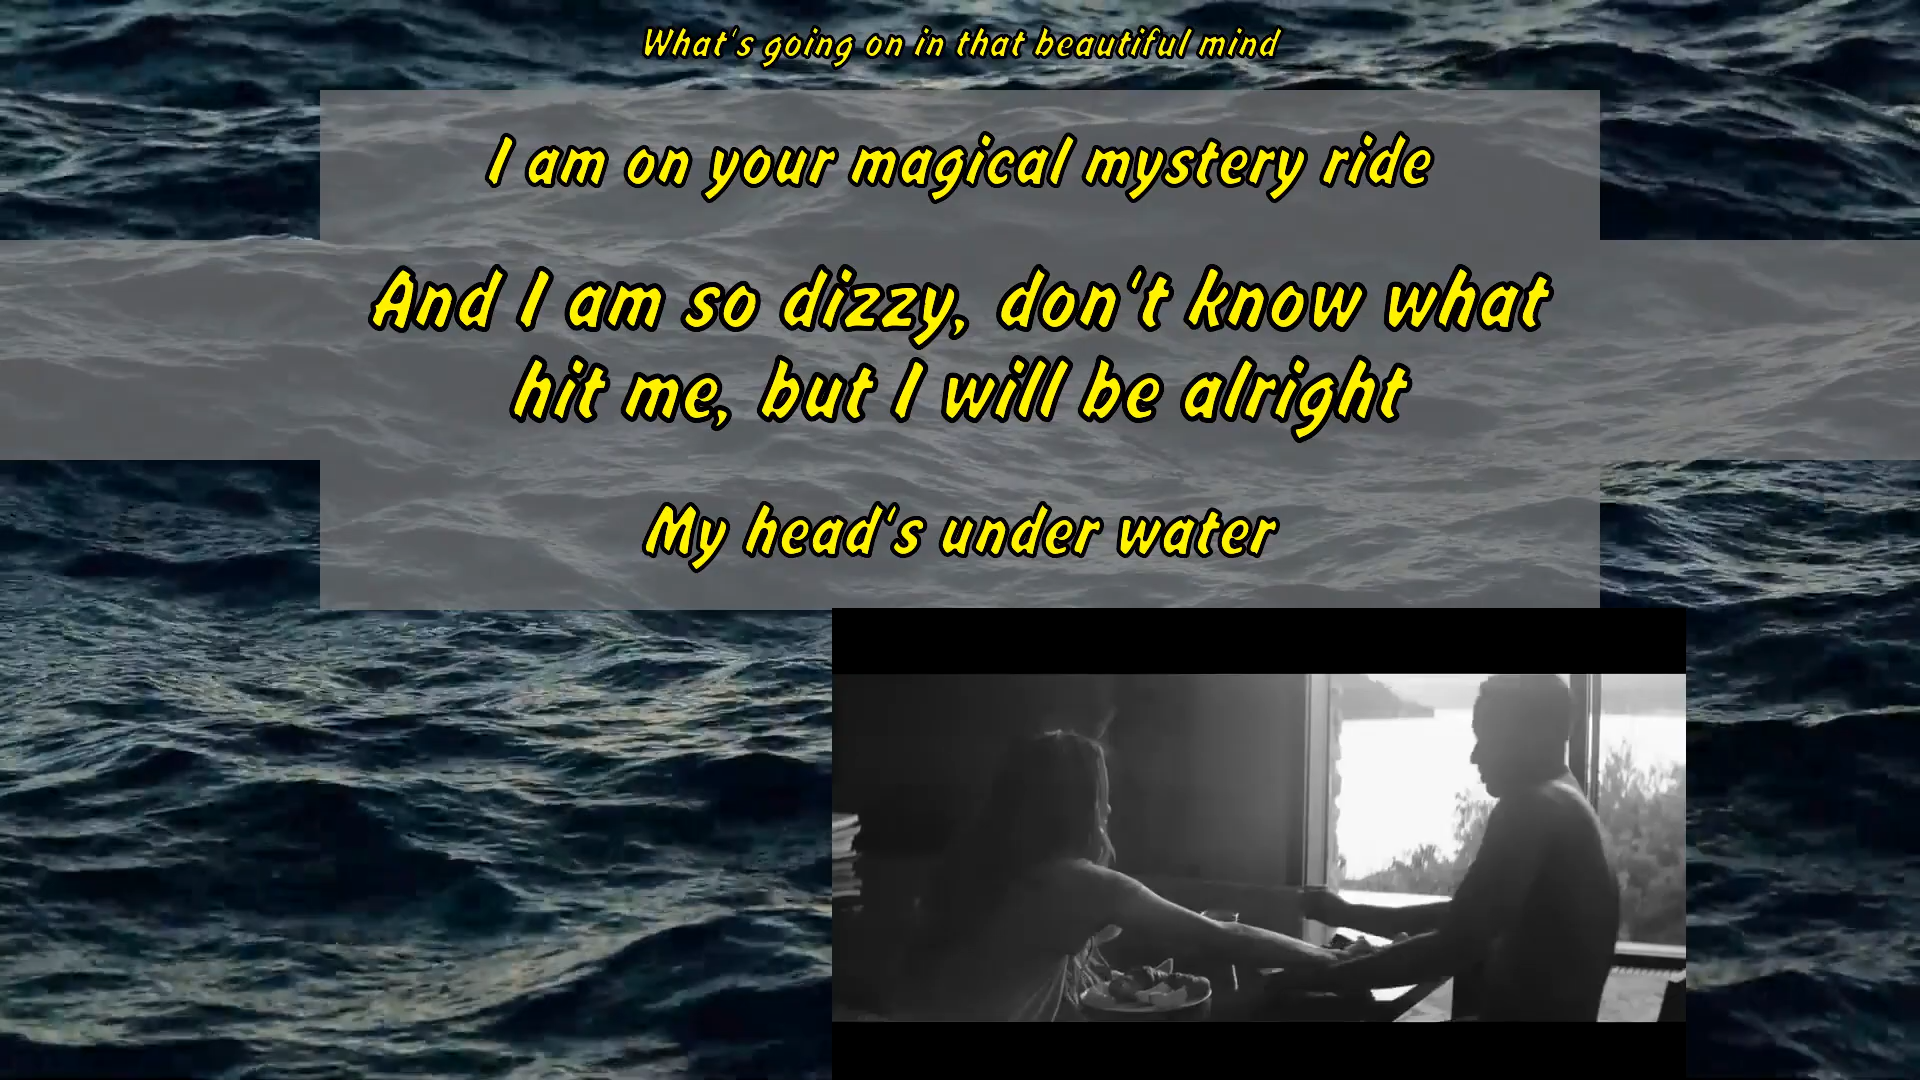 What's going on in that beautiful mind
I am on your magical mystery ride
And I am so dizzy, don't know what
hit me, but I will be alright
My head's under water